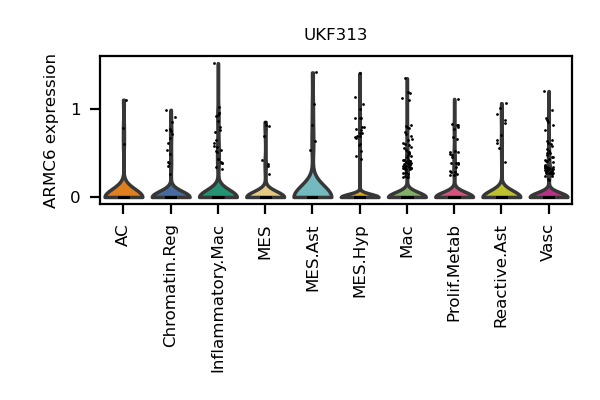 UKF313
ARMC6 expression
1
0
AC
Chromatin.Reg
Inflammatory.Mac
MES
MES.Ast
MES.Hyp
Mac
Prolif.Metab
Reactive.Ast
Vasc